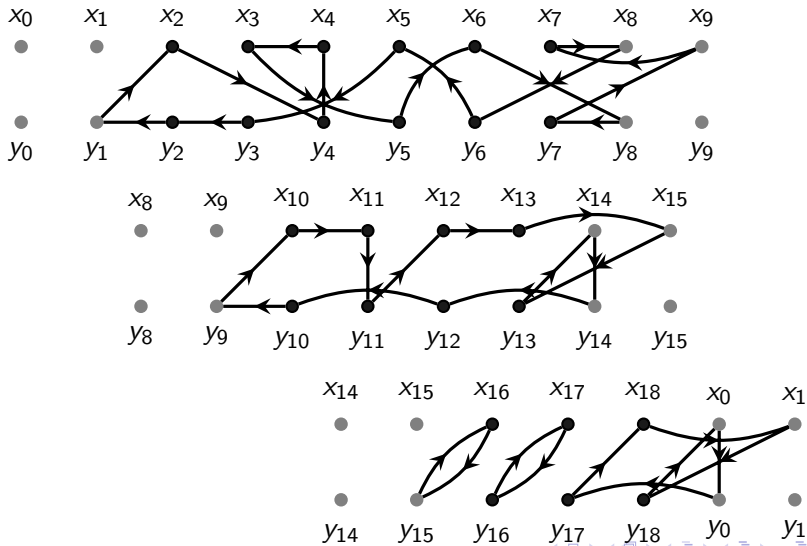 x0 x1 x2 x3 x4 x5 x6 x7 x8 x9
y0 y1 y2 y3 y4 y5 y6 y7 y8 y9
x8 x9 x10 x11 x12 x13 x14 x15
y8 y9 y10 y11 y12 y13 y14 y15
x14 x15 x16 x17 x18 x0 x1
y14 y15 y16 y17 y18 y0 y1